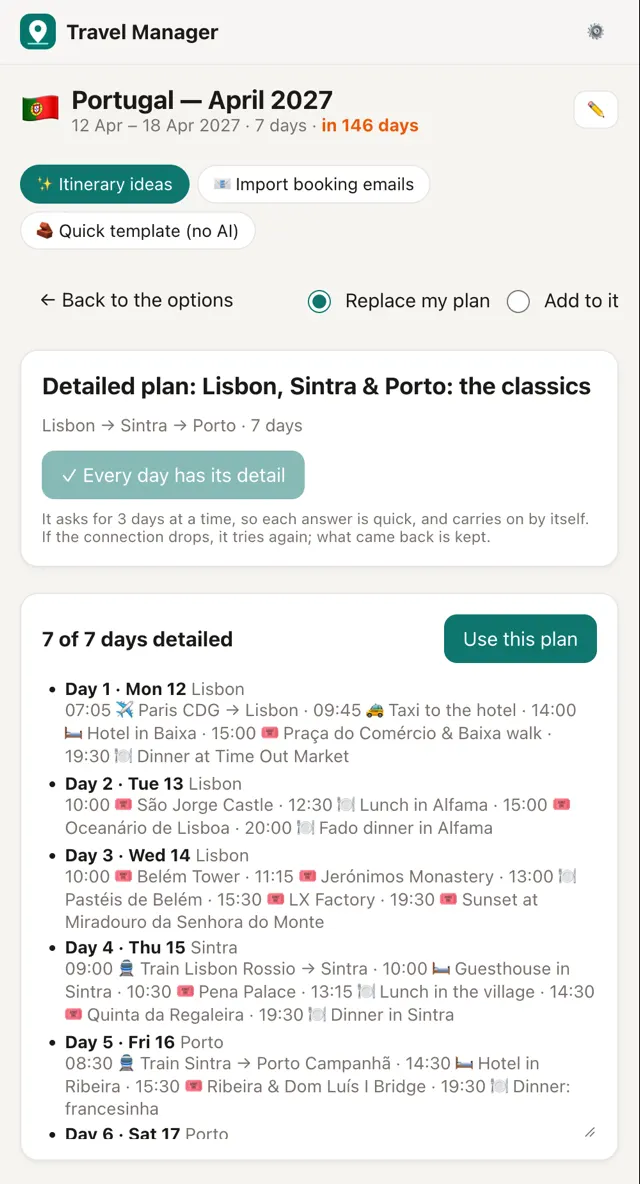 Travel Manager
Portugal — April 2027
12 Apr – 18 Apr 2027 · 7 days · in 146 days
Itinerary ideas
Import booking emails
Quick template (no AI)
← Back to the options
Replace my plan
Add to it
Detailed plan: Lisbon, Sintra & Porto: the classics
Lisbon → Sintra → Porto · 7 days
✓ Every day has its detail
It asks for 3 days at a time, so each answer is quick, and carries on by itself.
If the connection drops, it tries again; what came back is kept.
7 of 7 days detailed
Use this plan
• Day 1 · Mon 12 Lisbon
07:05 ✈️ Paris CDG → Lisbon · 09:45 🚕 Taxi to the hotel · 14:00
🛏️ Hotel in Baixa · 15:00 🎟️ Praça do Comércio & Baixa walk ·
19:30 🍽️ Dinner at Time Out Market
• Day 2 · Tue 13 Lisbon
10:00 🎟️ São Jorge Castle · 12:30 🍽️ Lunch in Alfama · 15:00 🎟️
Oceanário de Lisboa · 20:00 🍽️ Fado dinner in Alfama
• Day 3 · Wed 14 Lisbon
10:00 🎟️ Belém Tower · 11:15 🎟️ Jerónimos Monastery · 13:00 🍽️
Pastéis de Belém · 15:30 🎟️ LX Factory · 19:30 🎟️ Sunset at
Miradouro da Senhora do Monte
• Day 4 · Thu 15 Sintra
09:00 🚆 Train Lisbon Rossio → Sintra · 10:00 🛏️ Guesthouse in
Sintra · 10:30 🎟️ Pena Palace · 13:15 🍽️ Lunch in the village · 14:30
🎟️ Quinta da Regaleira · 19:30 🍽️ Dinner in Sintra
• Day 5 · Fri 16 Porto
08:30 🚆 Train Sintra → Porto Campanhã · 14:30 🛏️ Hotel in
Ribeira · 15:30 🎟️ Ribeira & Dom Luís I Bridge · 19:30 🍽️ Dinner:
francesinha
• Day 6 · Sat 17 Porto